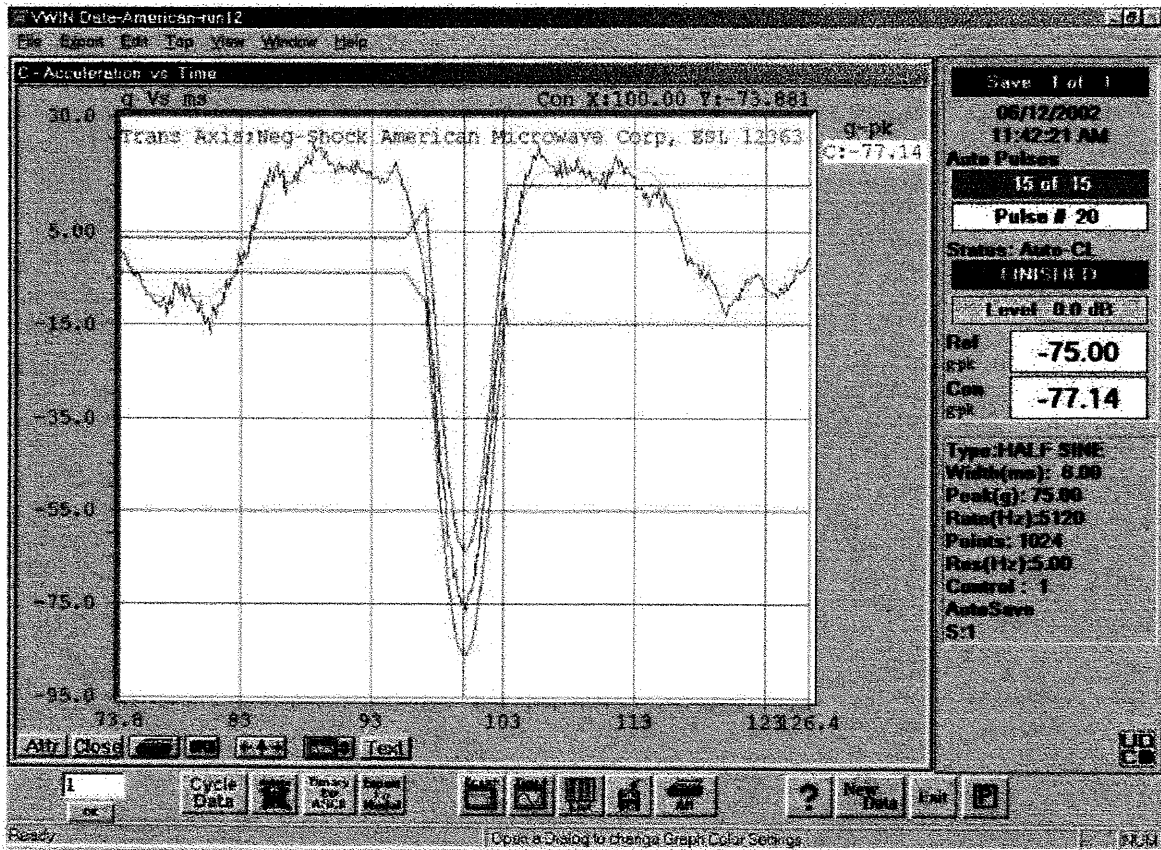 VWIN Data-American-run12
File Export Edit Top View Window Help
C - Acceleration vs Time
g Vs ms
Con X:100.00 Y:-73.881
Trans Axis;Neg-Shock American Microwave Corp, ESL 12363
g-pk
C:-77.14
30.0
5.00
-15.0
-35.0
-55.0
-75.0
-95.0
73.8 83 93 103 113 123 126.4
Attr Close Text
Save 1 of 1
06/12/2002
11:42:21 AM
Auto Pulses
15 of 15
Pulse # 20
Status: Auto-CL
FINISHED
Level 0.0 dB
Ref
gpk
-75.00
Con
gpk
-77.14
Type:HALF SINE
Width(ms): 6.00
Peak(g): 75.00
Rate(Hz):5120
Points: 1024
Res(Hz):5.00
Control : 1
AutoSave
S:1
1
OK
Cycle
Data
Binary
to
ASCII
? New
Data
Exit
Ready
Open a Dialog to change Graph Color Settings
NUM